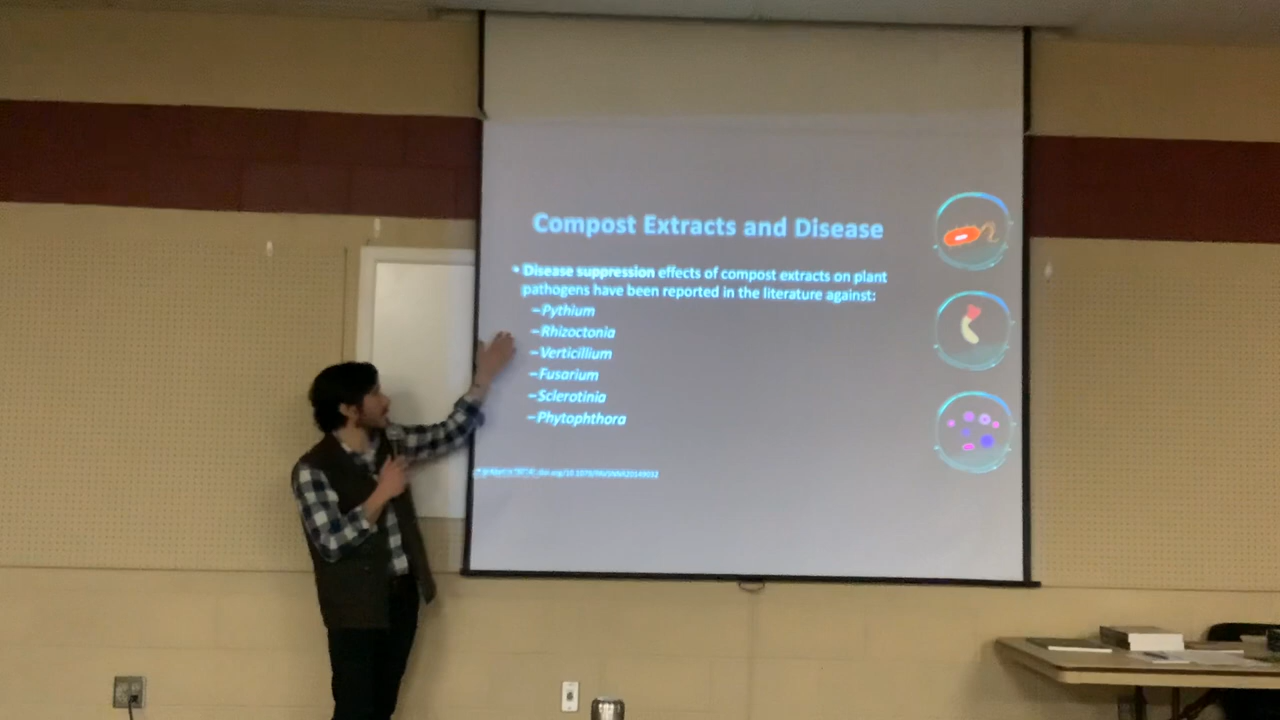 Compost Extracts and Disease
• Disease suppression effects of compost extracts on plant
pathogens have been reported in the literature against:
–Pythium
–Rhizoctonia
–Verticillium
–Fusarium
–Sclerotinia
–Phytophthora